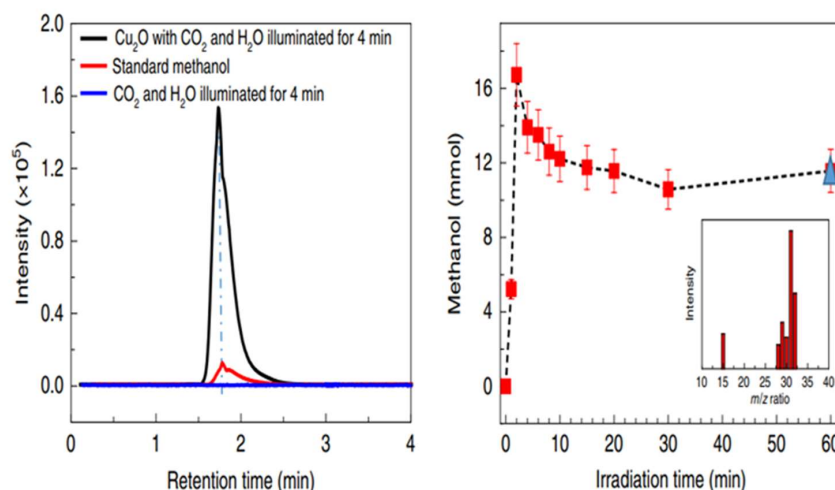 2.0
1.6
1.2
0.8
0.4
0.0
Intensity (×10⁵)
Cu₂O with CO₂ and H₂O illuminated for 4 min
Standard methanol
CO₂ and H₂O illuminated for 4 min
0 1 2 3 4
Retention time (min)
16
12
8
4
0
Methanol (mmol)
0 10 20 30 40 50 60
Irradiation time (min)
Intensity
10 15 20 25 30 35 40
m/z ratio